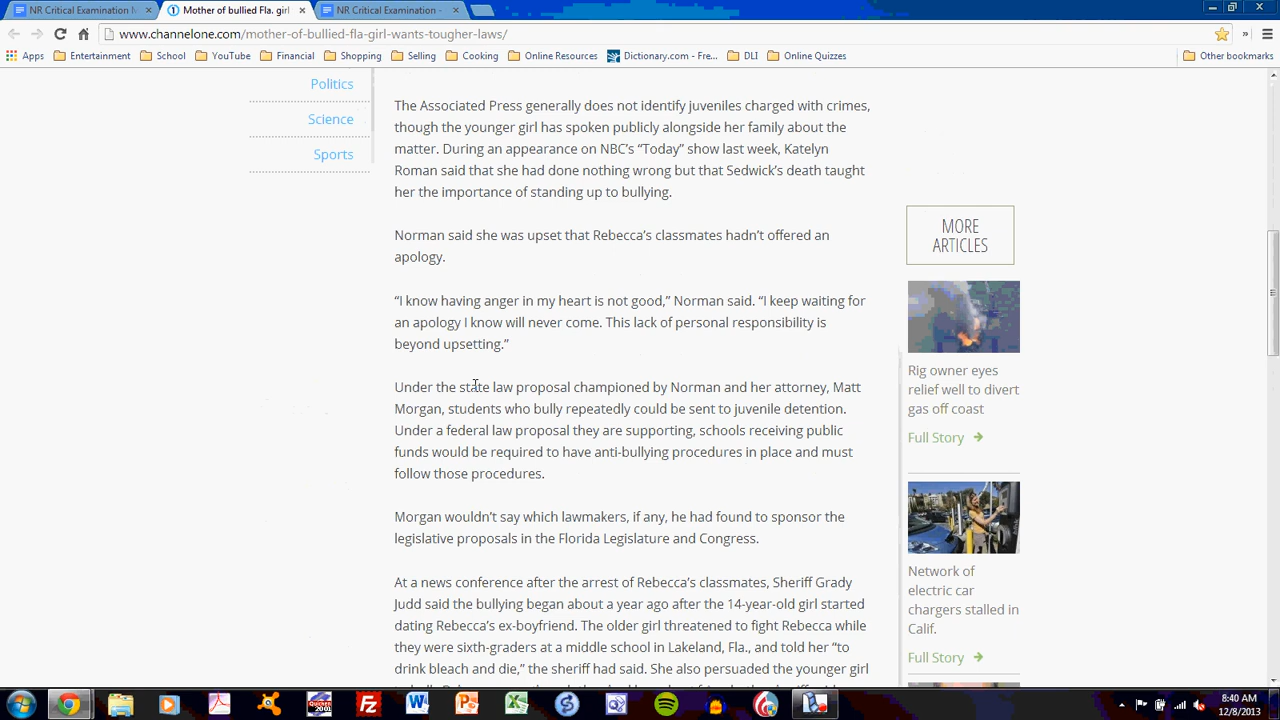 NR Critical Examination N
Mother of bullied Fla. girl
NR Critical Examination -
www.channelone.com/mother-of-bullied-fla-girl-wants-tougher-laws/
Apps Entertainment School YouTube Financial Shopping Selling Cooking Online Resources Dictionary.com - Fre... DLI Online Quizzes Other bookmarks
Politics
Science
Sports
The Associated Press generally does not identify juveniles charged with crimes,
though the younger girl has spoken publicly alongside her family about the
matter. During an appearance on NBC’s “Today” show last week, Katelyn
Roman said that she had done nothing wrong but that Sedwick’s death taught
her the importance of standing up to bullying.
Norman said she was upset that Rebecca’s classmates hadn’t offered an
apology.
“I know having anger in my heart is not good,” Norman said. “I keep waiting for
an apology I know will never come. This lack of personal responsibility is
beyond upsetting.”
Under the state law proposal championed by Norman and her attorney, Matt
Morgan, students who bully repeatedly could be sent to juvenile detention.
Under a federal law proposal they are supporting, schools receiving public
funds would be required to have anti-bullying procedures in place and must
follow those procedures.
Morgan wouldn’t say which lawmakers, if any, he had found to sponsor the
legislative proposals in the Florida Legislature and Congress.
At a news conference after the arrest of Rebecca’s classmates, Sheriff Grady
Judd said the bullying began about a year ago after the 14-year-old girl started
dating Rebecca’s ex-boyfriend. The older girl threatened to fight Rebecca while
they were sixth-graders at a middle school in Lakeland, Fla., and told her “to
drink bleach and die,” the sheriff had said. She also persuaded the younger girl
MORE
ARTICLES
Rig owner eyes
relief well to divert
gas off coast
Full Story
Network of
electric car
chargers stalled in
Calif.
Full Story
8:40 AM
12/8/2013